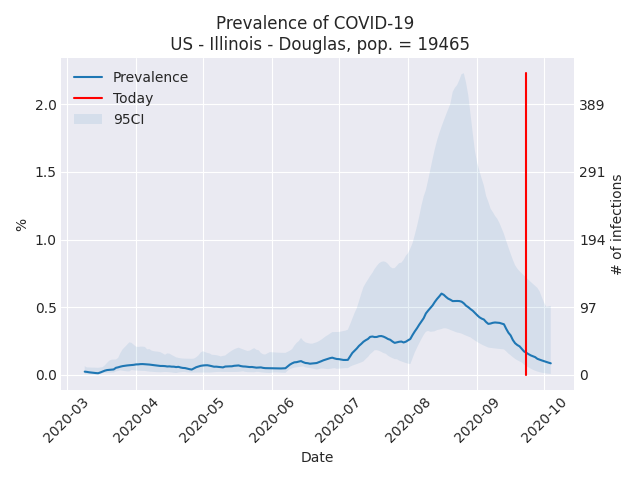 Prevalence of COVID-19
US - Illinois - Douglas, pop. = 19465
Prevalence
Today
95CI
2.0
1.5
1.0
0.5
0.0
%
389
291
194
97
0
# of infections
2020-03
2020-04
2020-05
2020-06
2020-07
2020-08
2020-09
2020-10
Date